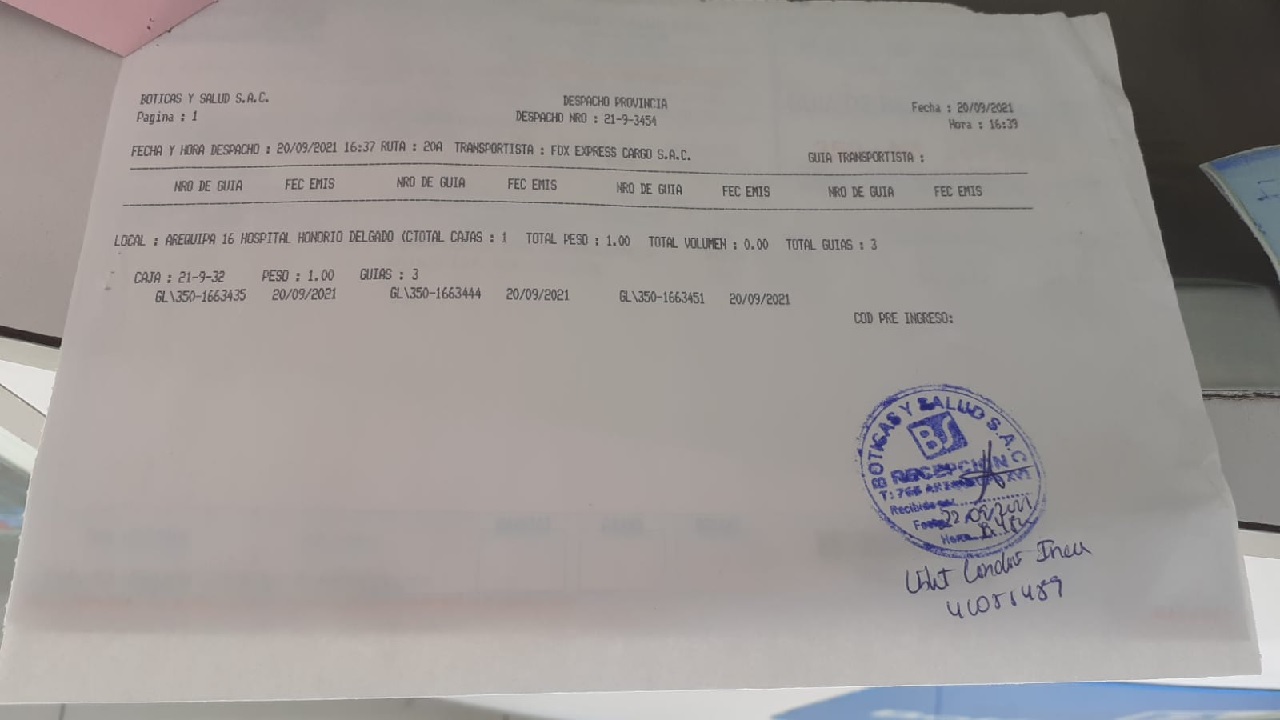 BOTICAS Y SALUD S.A.C.
DESPACHO PROVINCIA
Fecha : 20/09/2021
Pagina : 1
DESPACHO NRO : 21-9-3454
Hora : 16:39
FECHA Y HORA DESPACHO : 20/09/2021 16:37 RUTA : 20A TRANSPORTISTA : FDX EXPRESS CARGO S.A.C.
GUIA TRANSPORTISTA :
NRO DE GUIA FEC EMIS NRO DE GUIA FEC EMIS NRO DE GUIA FEC EMIS NRO DE GUIA FEC EMIS
LOCAL : AREQUIPA 16 HOSPITAL HONORIO DELGADO (CTOTAL CAJAS : 1 TOTAL PESO : 1.00 TOTAL VOLUMEN : 0.00 TOTAL GUIAS : 3
CAJA : 21-9-32 PESO : 1.00 GUIAS : 3
GL\350-1663435 20/09/2021 GL\350-1663444 20/09/2021 GL\350-1663451 20/09/2021
COD PRE INGRESO:
BOTICAS Y SALUD S.A.C
BS
RECEPCION